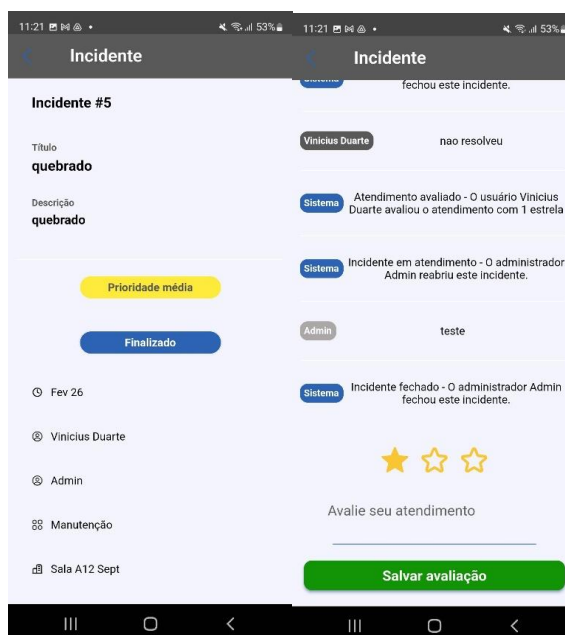 11:21
53%
Incidente
Incidente #5
Título
quebrado
Descrição
quebrado
Prioridade média
Finalizado
Fev 26
Vinicius Duarte
Admin
Manutenção
Sala A12 Sept
11:21
53%
Incidente
fechou este incidente.
Vinicius Duarte
nao resolveu
Sistema
Atendimento avaliado - O usuário Vinicius
Duarte avaliou o atendimento com 1 estrela
Sistema
Incidente em atendimento - O administrador
Admin reabriu este incidente.
Admin
teste
Sistema
Incidente fechado - O administrador Admin
fechou este incidente.
Avalie seu atendimento
Salvar avaliação